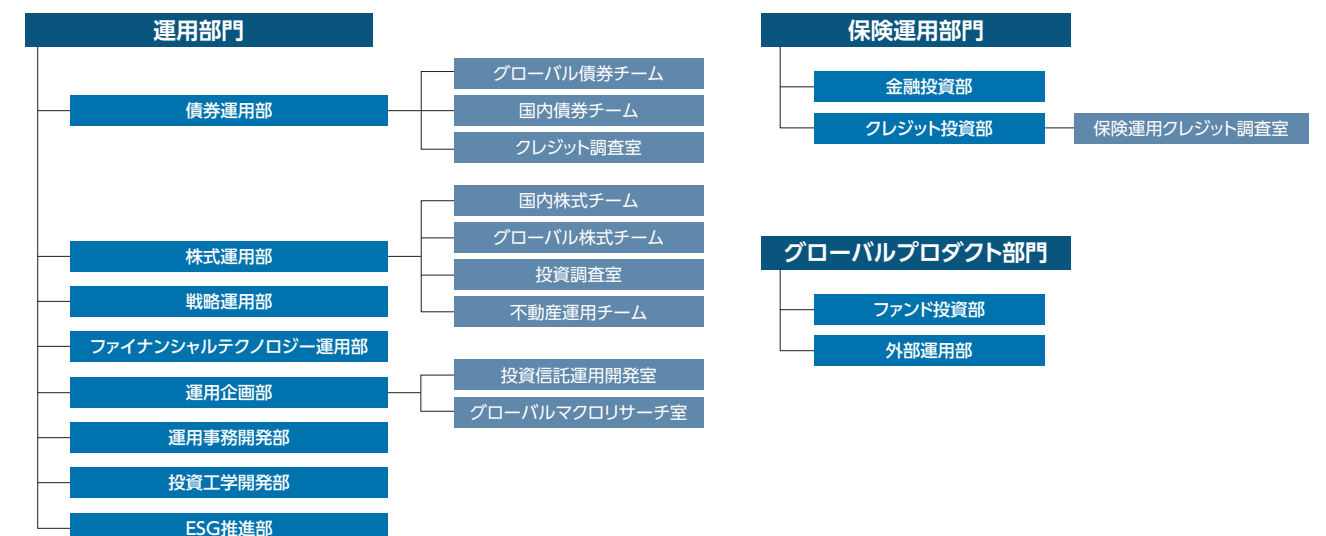 運用部門
債券運用部
グローバル債券チーム
国内債券チーム
クレジット調査室
株式運用部
国内株式チーム
グローバル株式チーム
投資調査室
不動産運用チーム
戦略運用部
ファイナンシャルテクノロジー運用部
運用企画部
投資信託運用開発室
グローバルマクロリサーチ室
運用事務開発部
投資工学開発部
ESG推進部
保険運用部門
金融投資部
クレジット投資部
保険運用クレジット調査室
グローバルプロダクト部門
ファンド投資部
外部運用部